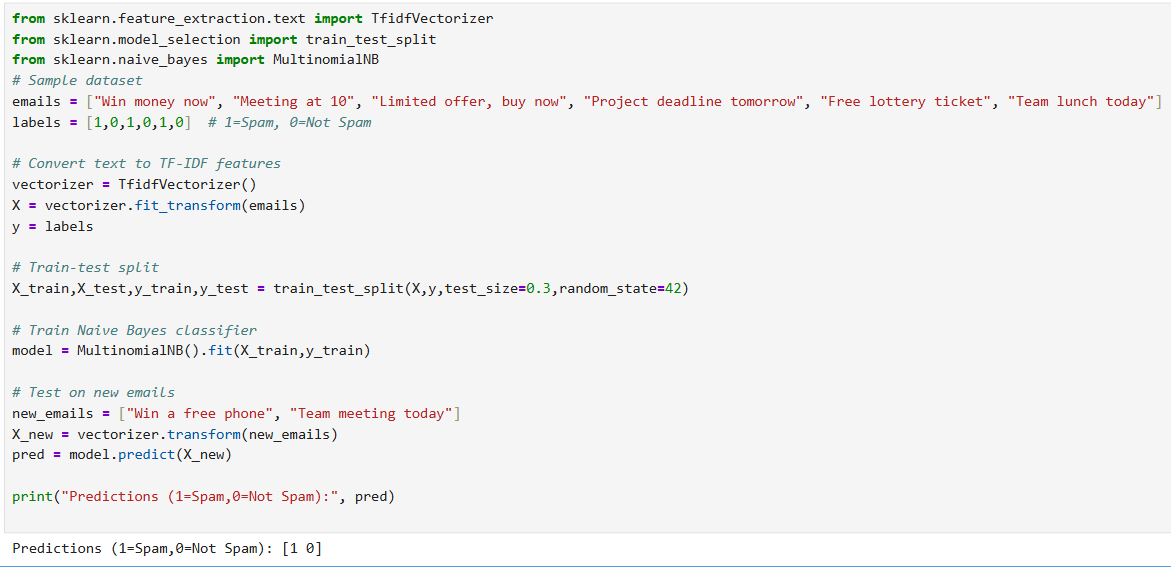 from sklearn.feature_extraction.text import TfidfVectorizer
from sklearn.model_selection import train_test_split
from sklearn.naive_bayes import MultinomialNB
# Sample dataset
emails = ["Win money now", "Meeting at 10", "Limited offer, buy now", "Project deadline tomorrow", "Free lottery ticket", "Team lunch today"]
labels = [1,0,1,0,1,0]  # 1=Spam, 0=Not Spam
# Convert text to TF-IDF features
vectorizer = TfidfVectorizer()
X = vectorizer.fit_transform(emails)
y = labels
# Train-test split
X_train,X_test,y_train,y_test = train_test_split(X,y,test_size=0.3,random_state=42)
# Train Naive Bayes classifier
model = MultinomialNB().fit(X_train,y_train)
# Test on new emails
new_emails = ["Win a free phone", "Team meeting today"]
X_new = vectorizer.transform(new_emails)
pred = model.predict(X_new)
print("Predictions (1=Spam,0=Not Spam):", pred)
Predictions (1=Spam,0=Not Spam): [1 0]